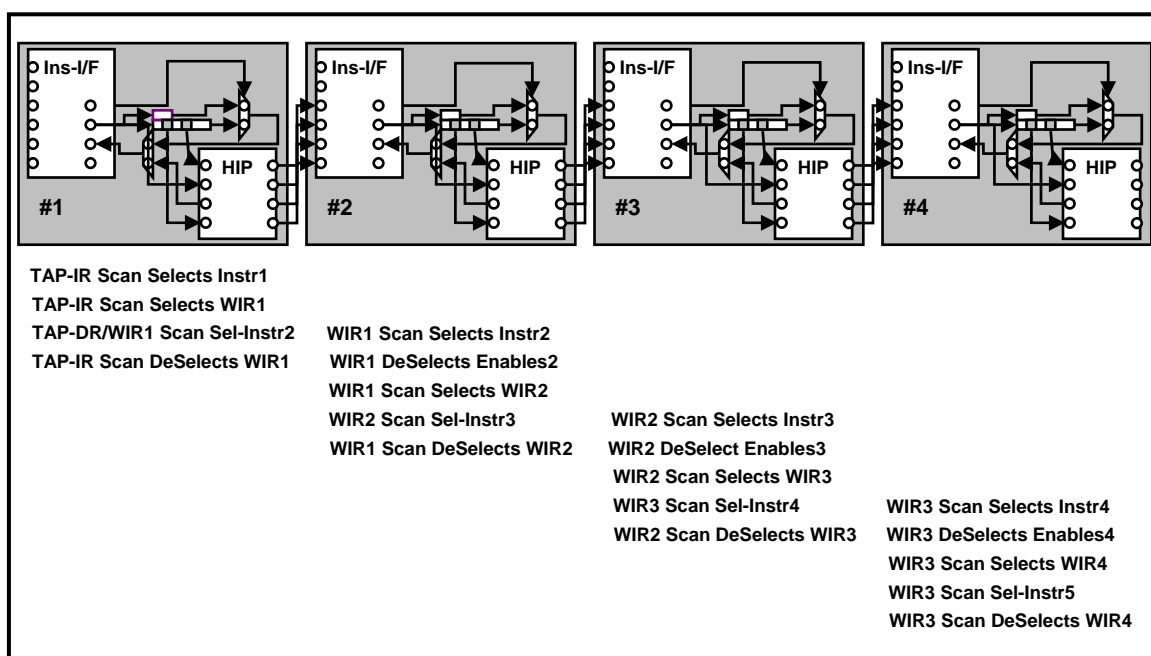 Ins-I/F
HIP
#1
Ins-I/F
HIP
#2
Ins-I/F
HIP
#3
Ins-I/F
HIP
#4
TAP-IR Scan Selects Instr1
TAP-IR Scan Selects WIR1
TAP-DR/WIR1 Scan Sel-Instr2
TAP-IR Scan DeSelects WIR1
WIR1 Scan Selects Instr2
WIR1 DeSelects Enables2
WIR1 Scan Selects WIR2
WIR2 Scan Sel-Instr3
WIR1 Scan DeSelects WIR2
WIR2 Scan Selects Instr3
WIR2 DeSelect Enables3
WIR2 Scan Selects WIR3
WIR3 Scan Sel-Instr4
WIR2 Scan DeSelects WIR3
WIR3 Scan Selects Instr4
WIR3 DeSelects Enables4
WIR3 Scan Selects WIR4
WIR3 Scan Sel-Instr5
WIR3 Scan DeSelects WIR4